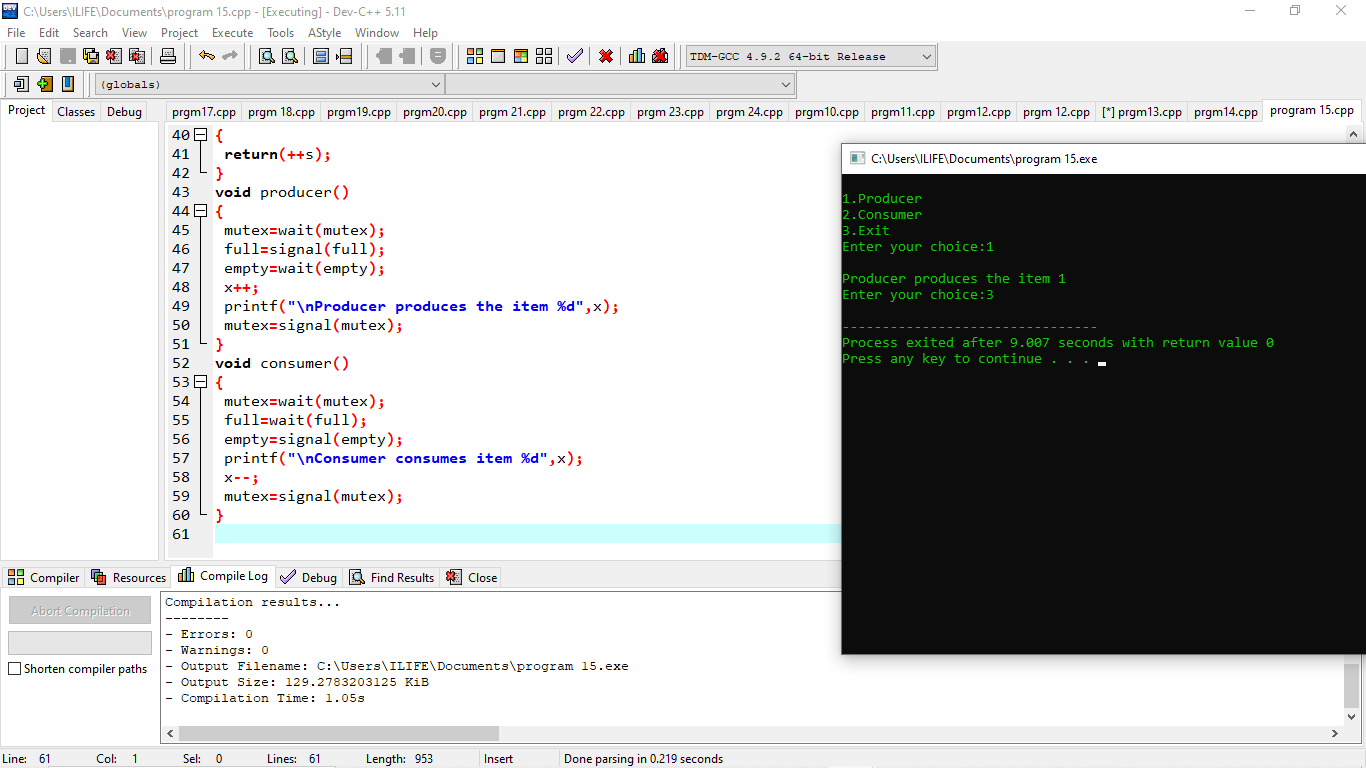 C:\Users\ILIFE\Documents\program 15.cpp - [Executing] - Dev-C++ 5.11
File Edit Search View Project Execute Tools AStyle Window Help
TDM-GCC 4.9.2 64-bit Release
(globals)
Project Classes Debug
prgm17.cpp prgm 18.cpp prgm19.cpp prgm20.cpp prgm 21.cpp prgm 22.cpp prgm 23.cpp prgm 24.cpp prgm10.cpp prgm11.cpp prgm12.cpp prgm 12.cpp [*] prgm13.cpp prgm14.cpp program 15.cpp
40 {
41 return(++s);
42 }
43 void producer()
44 {
45 mutex=wait(mutex);
46 full=signal(full);
47 empty=wait(empty);
48 x++;
49 printf("\nProducer produces the item %d",x);
50 mutex=signal(mutex);
51 }
52 void consumer()
53 {
54 mutex=wait(mutex);
55 full=wait(full);
56 empty=signal(empty);
57 printf("\nConsumer consumes item %d",x);
58 x--;
59 mutex=signal(mutex);
60 }
61
C:\Users\ILIFE\Documents\program 15.exe
1.Producer
2.Consumer
3.Exit
Enter your choice:1
Producer produces the item 1
Enter your choice:3
--------------------------------
Process exited after 9.007 seconds with return value 0
Press any key to continue . . .
Compiler Resources Compile Log Debug Find Results Close
Abort Compilation
Shorten compiler paths
Compilation results...
--------
- Errors: 0
- Warnings: 0
- Output Filename: C:\Users\ILIFE\Documents\program 15.exe
- Output Size: 129.2783203125 KiB
- Compilation Time: 1.05s
Line: 61 Col: 1 Sel: 0 Lines: 61 Length: 953 Insert Done parsing in 0.219 seconds